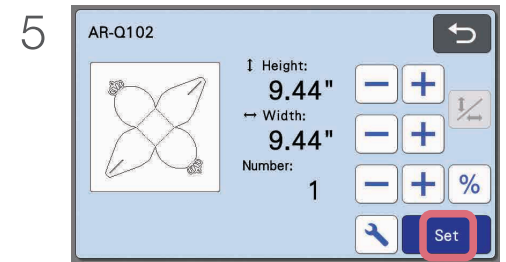 5
AR-Q102
↕ Height:
9.44"
− +
↔ Width:
9.44"
− +
Number:
1
− + %
Set